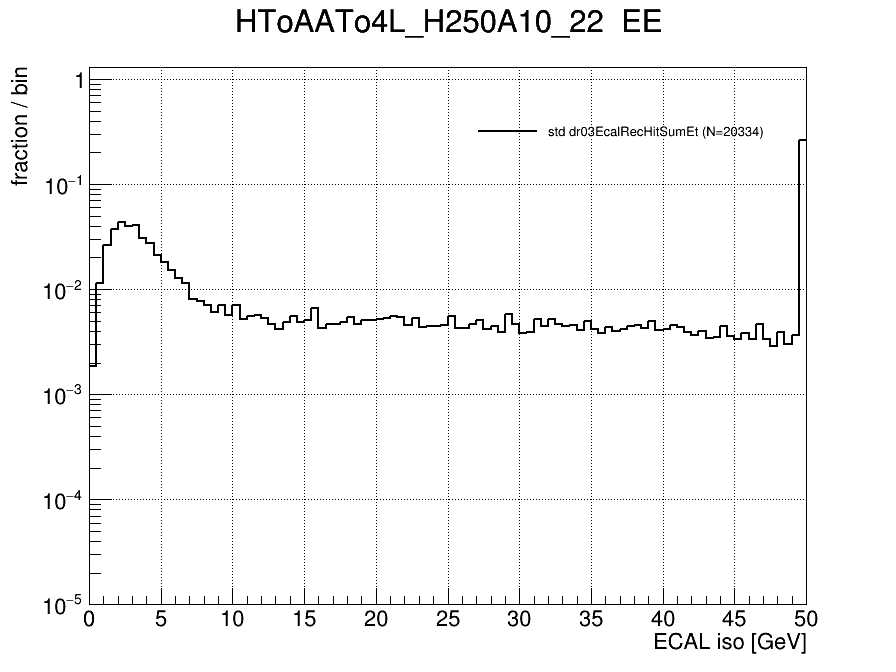 HToAATo4L_H250A10_22 EE
fraction / bin
1
10−1
10−2
10−3
10−4
10−5
std dr03EcalRecHitSumEt (N=20334)
0 5 10 15 20 25 30 35 40 45 50
ECAL iso [GeV]